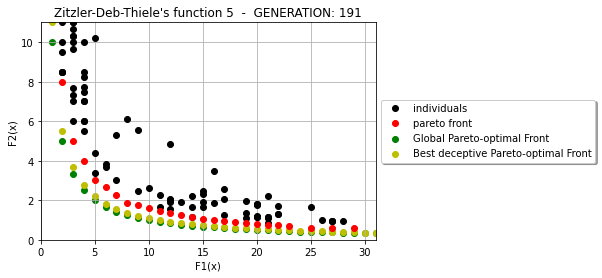 Zitzler-Deb-Thiele's function 5 - GENERATION: 191
F2(x)
10
8
6
4
2
0
0 5 10 15 20 25 30
F1(x)
individuals
pareto front
Global Pareto-optimal Front
Best deceptive Pareto-optimal Front